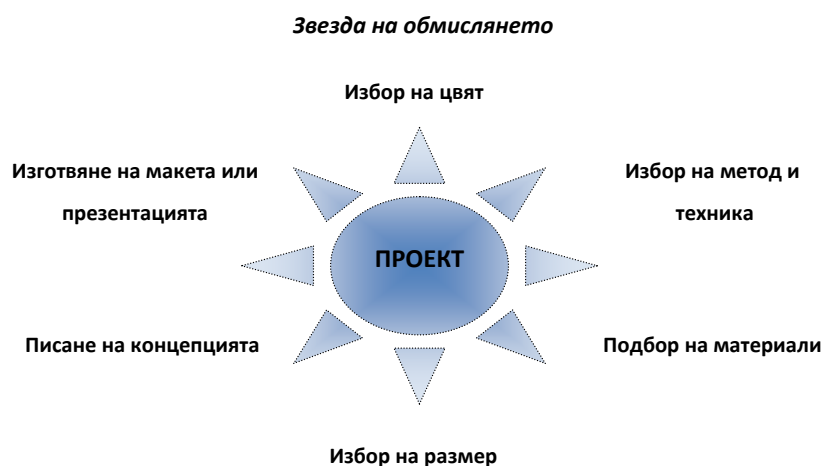 Звезда на обмислянето
Избор на цвят
Изготвяне на макета или
презентацията
Избор на метод и
техника
ПРОЕКТ
Писане на концепцията
Подбор на материали
Избор на размер